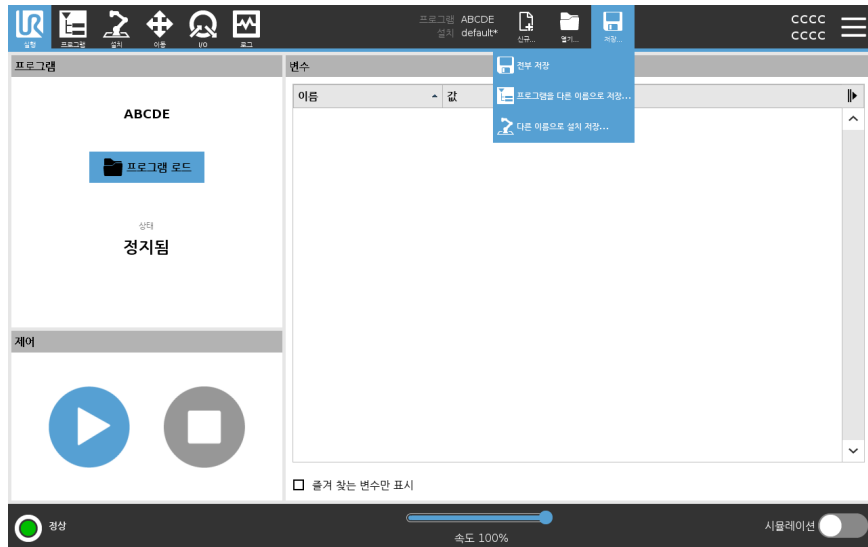 UR
실행
프로그램
설치
이동
I/O
로그
프로그램 ABCDE
설치 default*
신규...
열기...
저장...
CCCC
CCCC
프로그램
변수
전부 저장
프로그램을 다른 이름으로 저장...
다른 이름으로 설치 저장...
이름
값
ABCDE
프로그램 로드
상태
정지됨
제어
즐겨 찾는 변수만 표시
정상
속도 100%
시뮬레이션